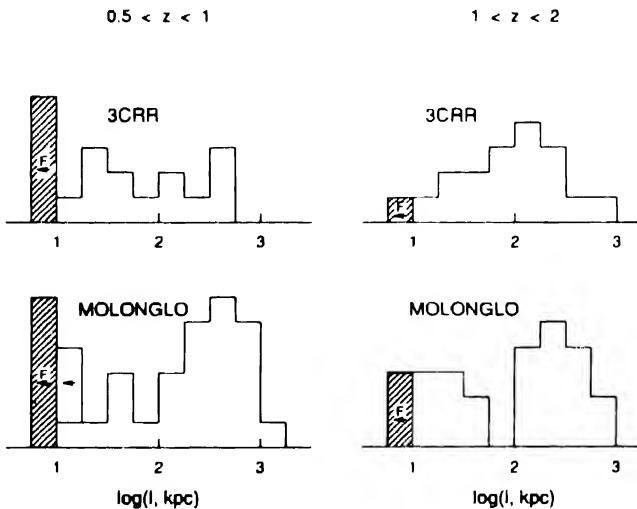 0.5 < z < 1
1 < z < 2
3CRR
3CRR
F
F
1 2 3
1 2 3
MOLONGLO
MOLONGLO
F
F
1 2 3
1 2 3
log(l, kpc)
log(l, kpc)